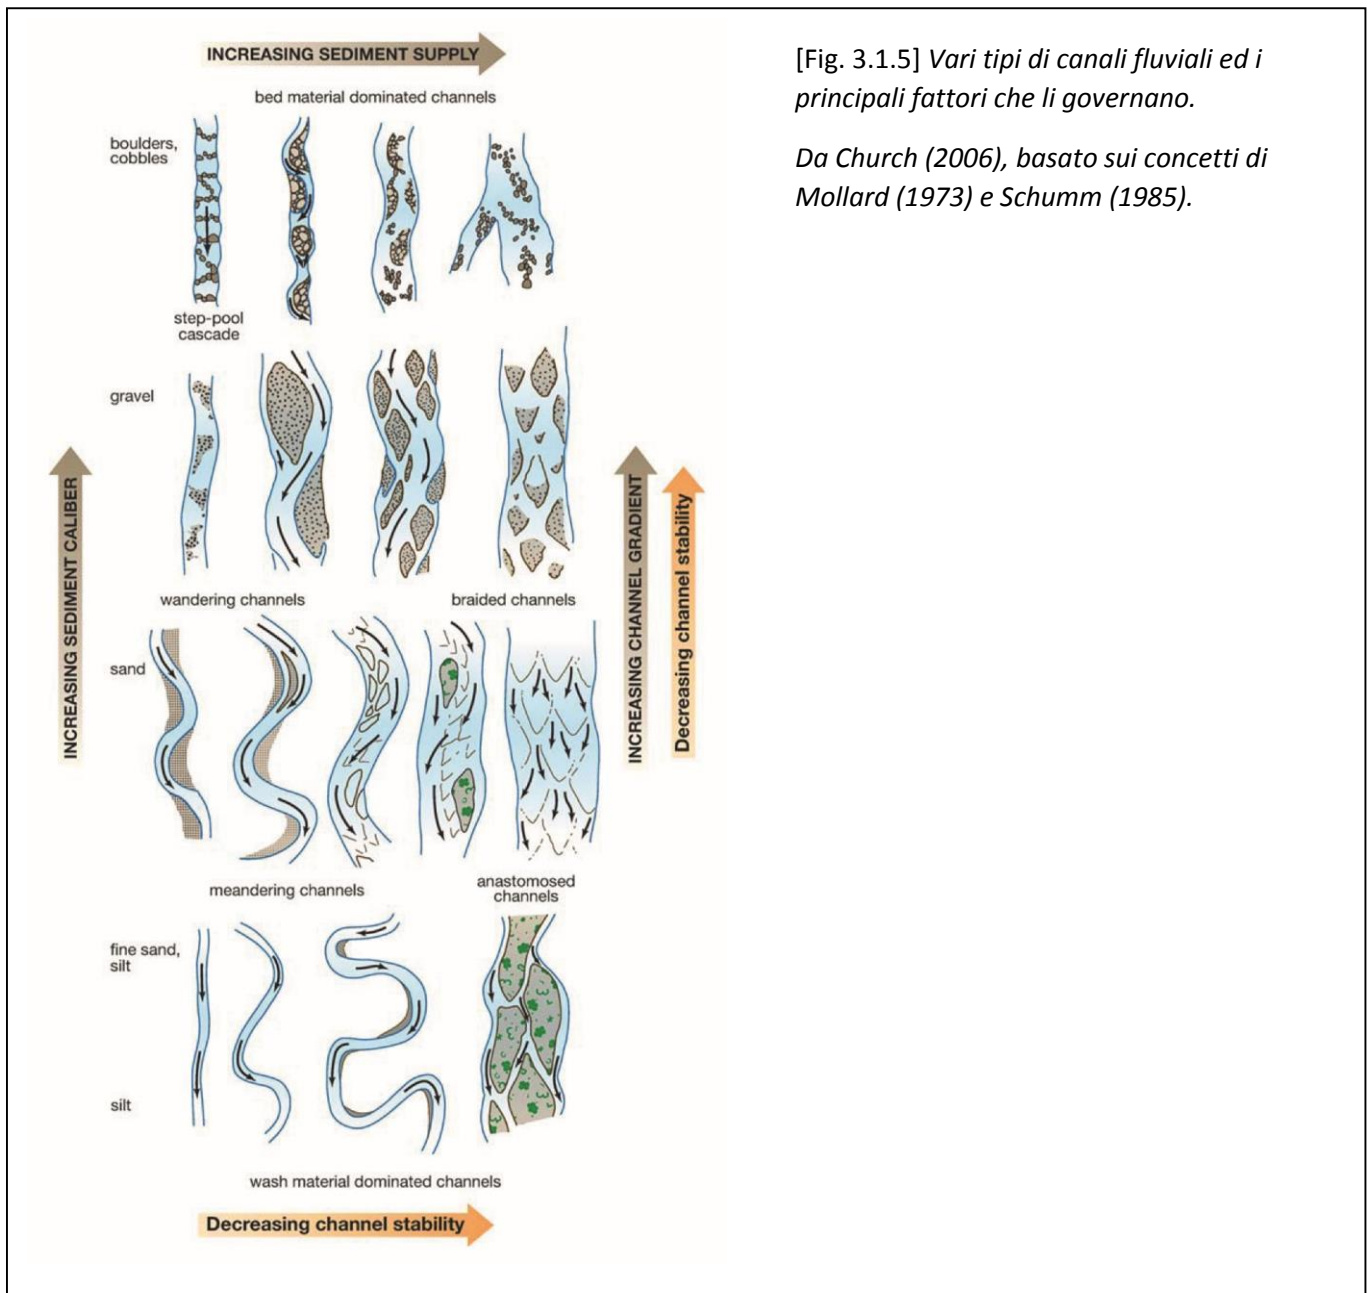 INCREASING SEDIMENT SUPPLY
bed material dominated channels
boulders,
cobbles
step-pool
cascade
gravel
INCREASING SEDIMENT CALIBER
INCREASING CHANNEL GRADIENT
Decreasing channel stability
wandering channels
braided channels
sand
meandering channels
anastomosed
channels
fine sand,
silt
silt
wash material dominated channels
Decreasing channel stability
[Fig. 3.1.5] Vari tipi di canali fluviali ed i
principali fattori che li governano.
Da Church (2006), basato sui concetti di
Mollard (1973) e Schumm (1985).